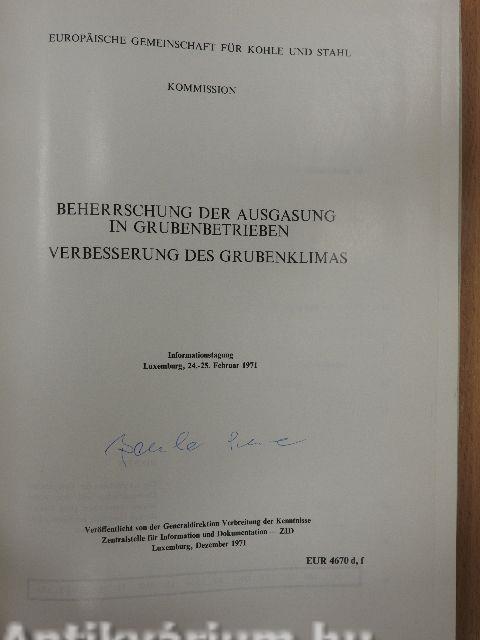 EUROPÄISCHE GEMEINSCHAFT FÜR KOHLE UND STAHL
KOMMISSION
BEHERRSCHUNG DER AUSGASUNG
IN GRUBENBETRIEBEN
VERBESSERUNG DES GRUBENKLIMAS
Informationstagung
Luxemburg, 24.-25. Februar 1971
Veröffentlicht von der Generaldirektion Verbreitung der Kenntnisse
Zentralstelle für Information und Dokumentation — ZID
Luxemburg, Dezember 1971
EUR 4670 d, f
Antikvárium.hu